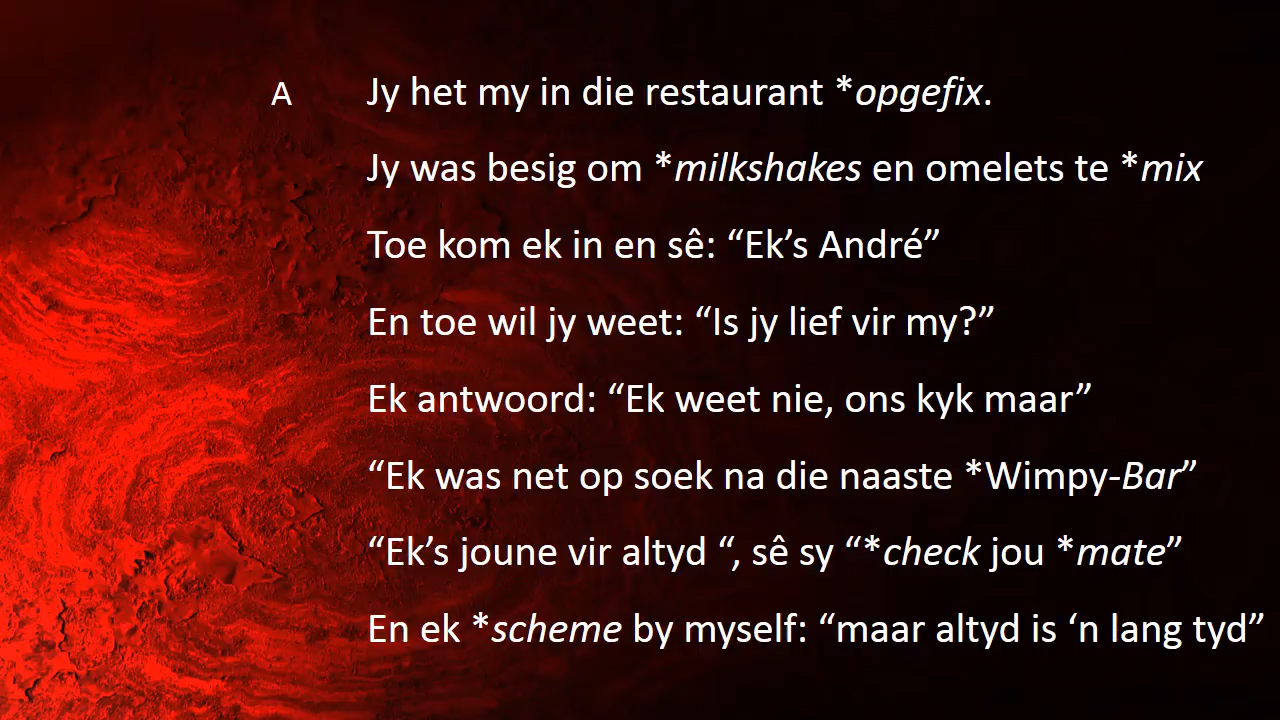 A Jy het my in die restaurant *opgefix.
Jy was besig om *milkshakes en omelets te *mix
Toe kom ek in en sê: “Ek’s André”
En toe wil jy weet: “Is jy lief vir my?”
Ek antwoord: “Ek weet nie, ons kyk maar”
“Ek was net op soek na die naaste *Wimpy-Bar”
“Ek’s joune vir altyd “, sê sy “*check jou *mate”
En ek *scheme by myself: “maar altyd is ‘n lang tyd”